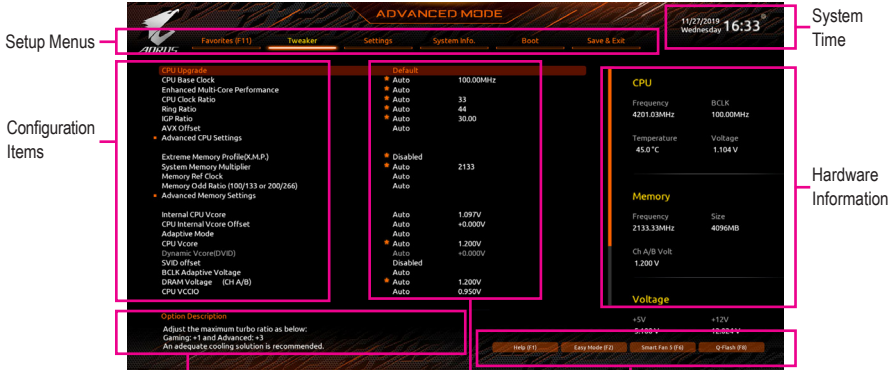 ADVANCED MODE
11/27/2019 Wednesday 16:33
System Time
Setup Menus
AORUS
Favorites (F11) Tweaker Settings System Info. Boot Save & Exit
Configuration Items
CPU Upgrade Default
CPU Base Clock Auto 100.00MHz
Enhanced Multi-Core Performance Auto
CPU Clock Ratio Auto 33
Ring Ratio Auto 44
IGP Ratio Auto 30.00
AVX Offset Auto
Advanced CPU Settings
Extreme Memory Profile(X.M.P.) Disabled
System Memory Multiplier Auto 2133
Memory Ref Clock Auto
Memory Odd Ratio (100/133 or 200/266) Auto
Advanced Memory Settings
Internal CPU Vcore Auto 1.097V
CPU Internal Vcore Offset Auto +0.000V
Adaptive Mode Auto
CPU Vcore Auto 1.200V
Dynamic Vcore(DVID) Auto +0.000V
SVID offset Disabled
BCLK Adaptive Voltage Auto
DRAM Voltage (CH A/B) Auto 1.200V
CPU VCCIO Auto 0.950V
CPU
Frequency BCLK
4201.03MHz 100.00MHz
Temperature Voltage
45.0°C 1.104 V
Memory
Frequency Size
2133.33MHz 4096MB
Ch A/B Volt
1.200 V
Voltage
+5V +12V
5.100 V 12.024 V
Hardware Information
Option Description
Adjust the maximum turbo ratio as below:
Gaming: +1 and Advanced: +3
An adequate cooling solution is recommended.
Help (F1) Easy Mode (F2) Smart Fan 5 (F6) Q-Flash (F8)